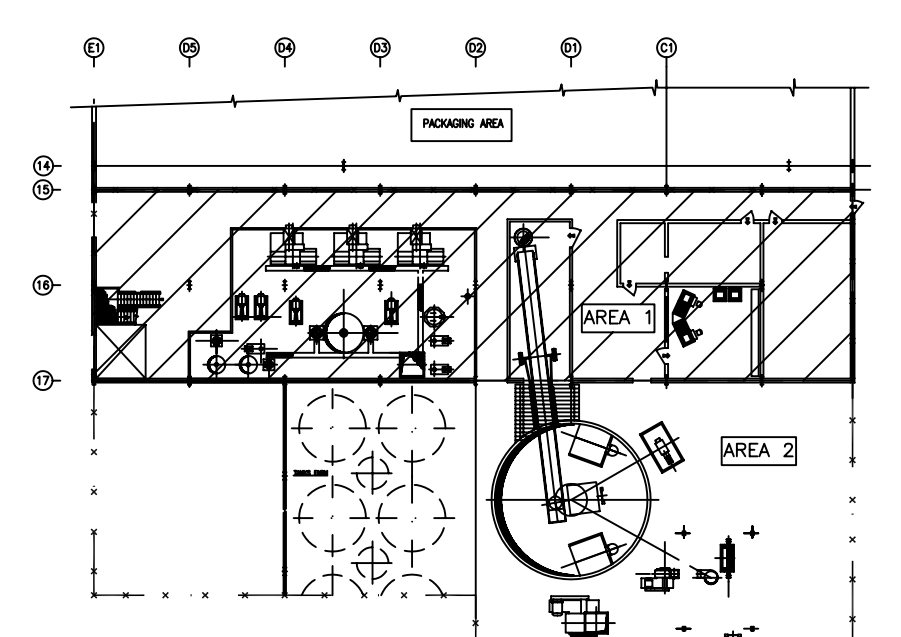 E1 D5 D4 D3 D2 D1 C1
PACKAGING AREA
14
15
16
AREA 1
17
AREA 2